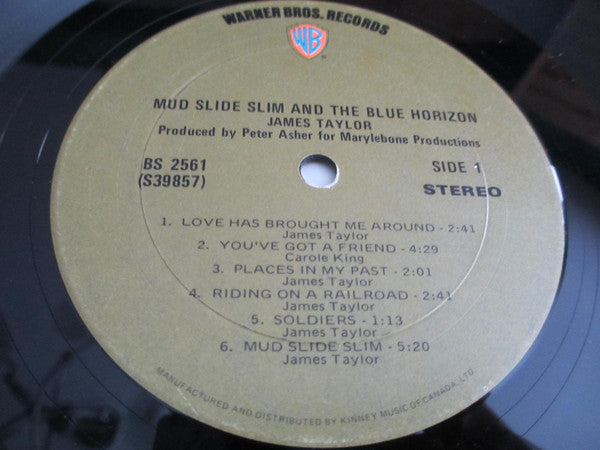 WARNER BROS. RECORDS
WB
TM
MUD SLIDE SLIM AND THE BLUE HORIZON
JAMES TAYLOR
Produced by Peter Asher for Marylebone Productions
BS 2561 SIDE 1
(S39857) STEREO
1. LOVE HAS BROUGHT ME AROUND - 2:41
James Taylor
2. YOU'VE GOT A FRIEND - 4:29
Carole King
3. PLACES IN MY PAST - 2:01
James Taylor
4. RIDING ON A RAILROAD - 2:41
James Taylor
5. SOLDIERS - 1:13
James Taylor
6. MUD SLIDE SLIM - 5:20
James Taylor
MANUFACTURED AND DISTRIBUTED BY KINNEY MUSIC OF CANADA, LTD